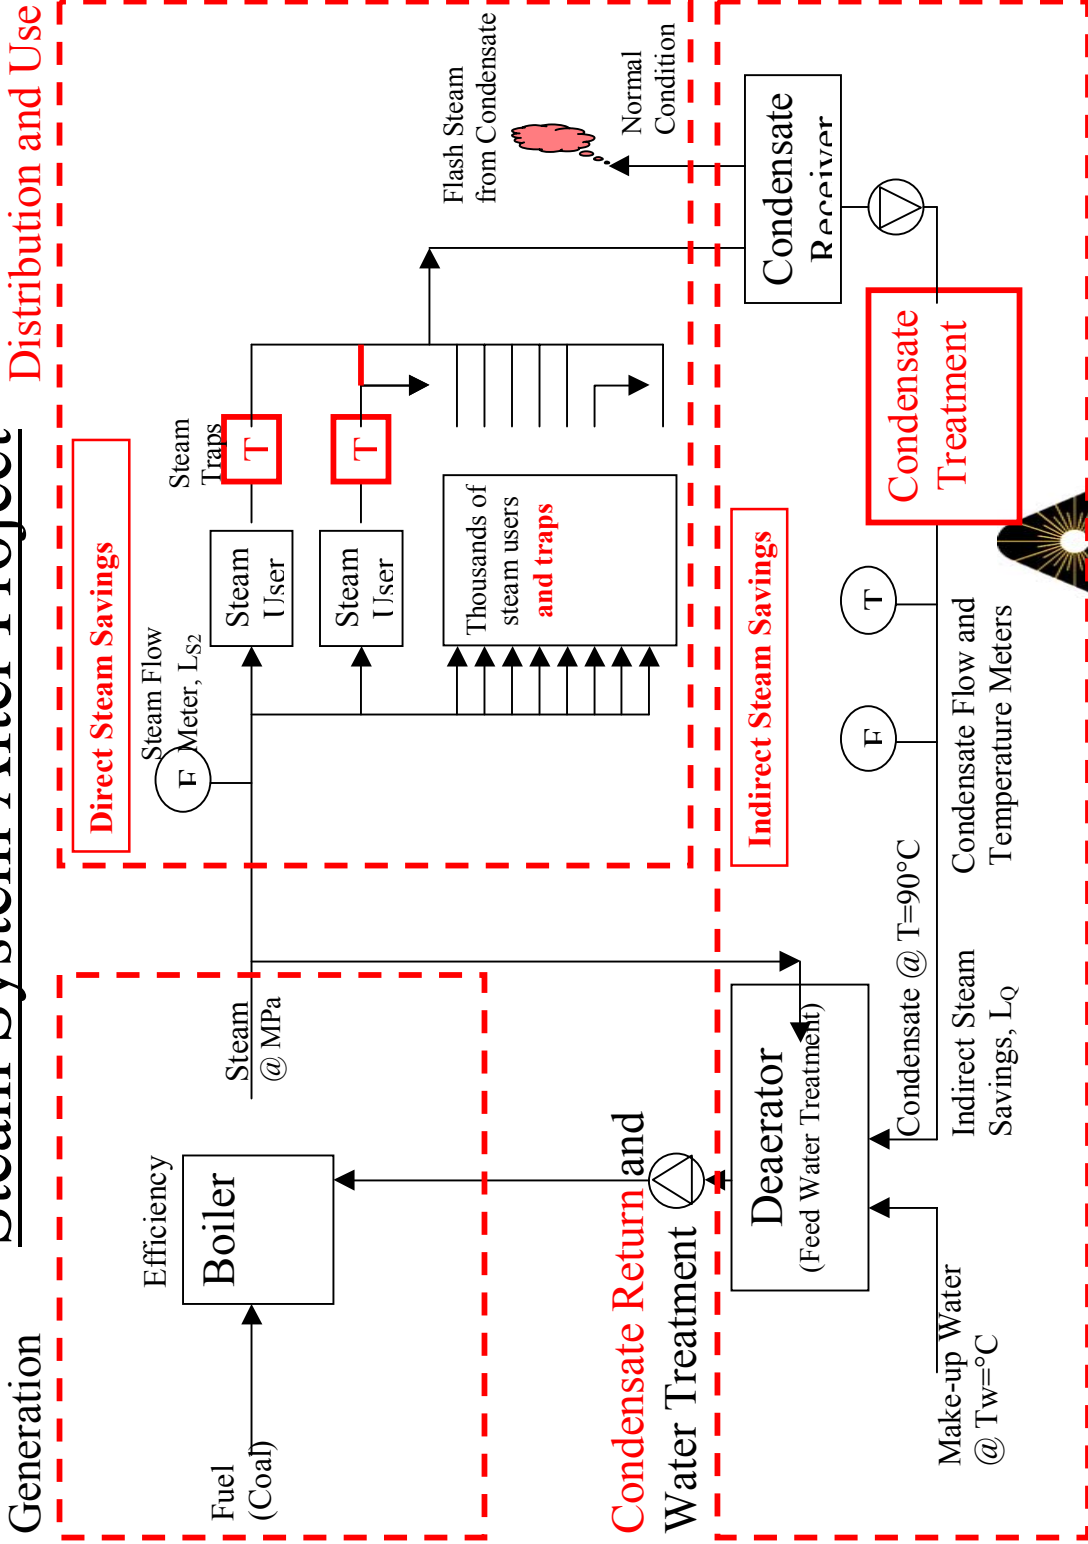 Steam System After Project
Generation
Distribution and Use
Direct Steam Savings
Steam Flow
Meter, LS2
F
Steam
Traps
T
T
Steam
User
Steam
User
Thousands of
steam users
and traps
Flash Steam
from Condensate
Normal
Condition
Efficiency
Boiler
Fuel
(Coal)
Steam
@ MPa
Condensate Return and
Water Treatment
Indirect Steam Savings
Deaerator
(Feed Water Treatment)
Condensate
Receiver
Condensate
Treatment
F
T
Condensate @ T=90°C
Condensate Flow and
Temperature Meters
Indirect Steam
Savings, LQ
Make-up Water
@ Tw=°C